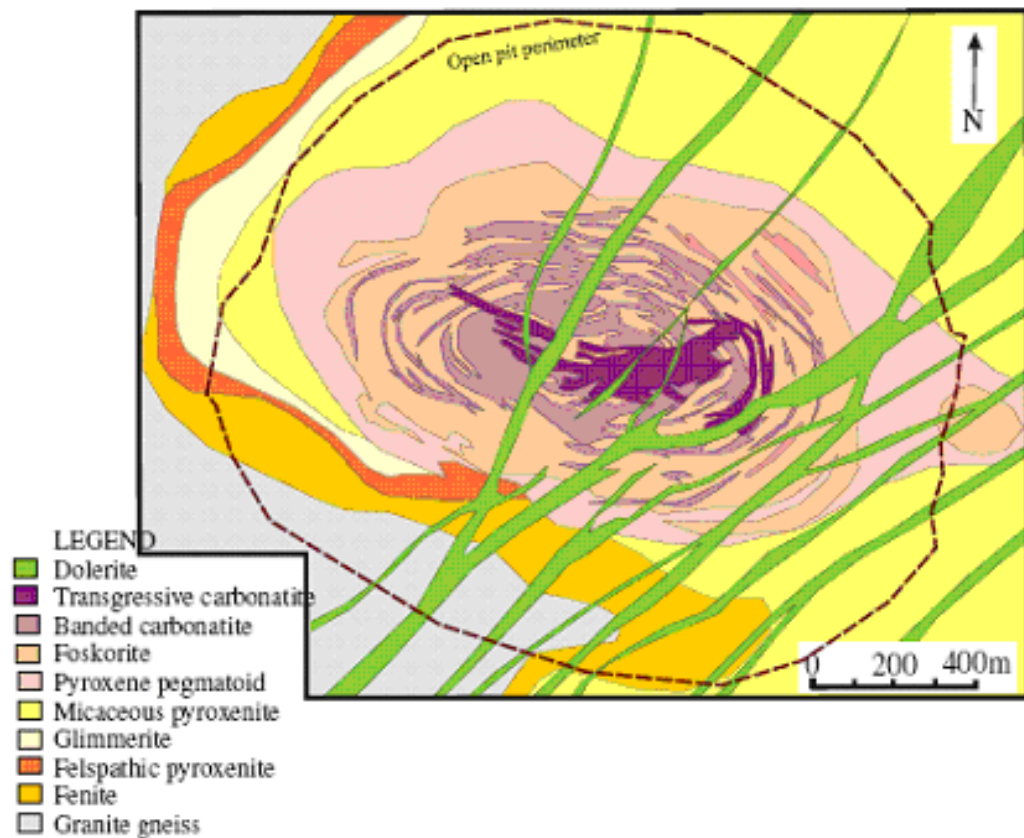 Open pit perimeter
N
LEGEND
Dolerite
Transgressive carbonatite
Banded carbonatite
Foskorite
Pyroxene pegmatoid
Micaceous pyroxenite
Glimmerite
Felspathic pyroxenite
Fenite
Granite gneiss
0 200 400m